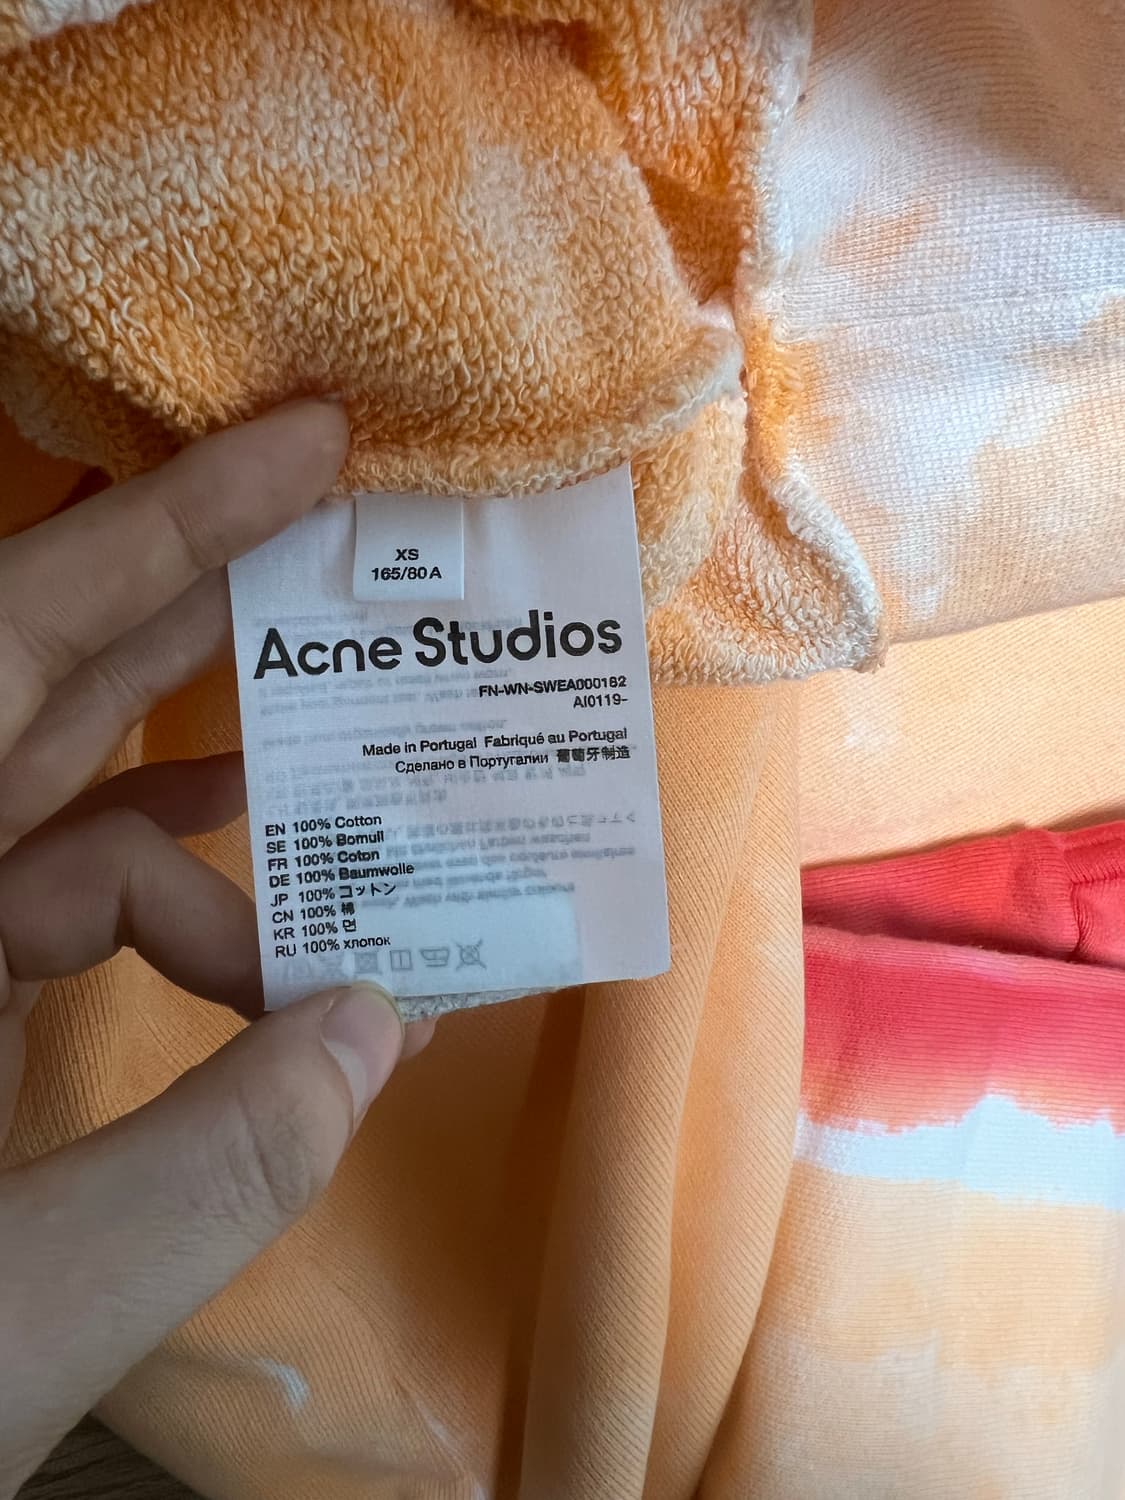 XS
165/80A
Acne Studios
FN-WN-SWEA000182
AI0119-
Made in Portugal Fabriqué au Portugal
Сделано в Португалии 葡萄牙制造
EN 100% Cotton
SE 100% Bomull
FR 100% Coton
DE 100% Baumwolle
JP 100% コットン
CN 100% 棉
KR 100% 면
RU 100% хлопок